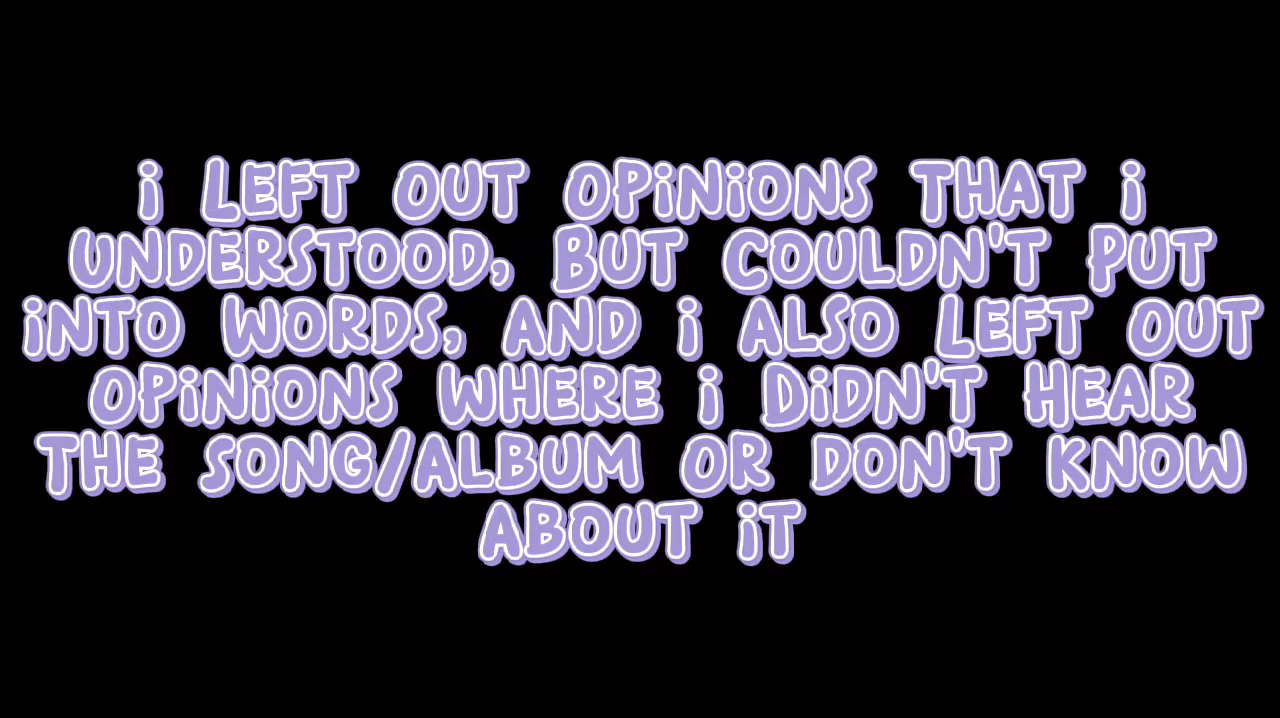 i LEFT OUT OPiNiONS THAT i
UNDERSTOOD, BUT COULDN'T PUT
iNTO WORDS, AND i ALSO LEFT OUT
OPiNiONS WHERE i DiDN'T HEAR
THE SONG/ALBUM OR DON'T KNOW
ABOUT iT